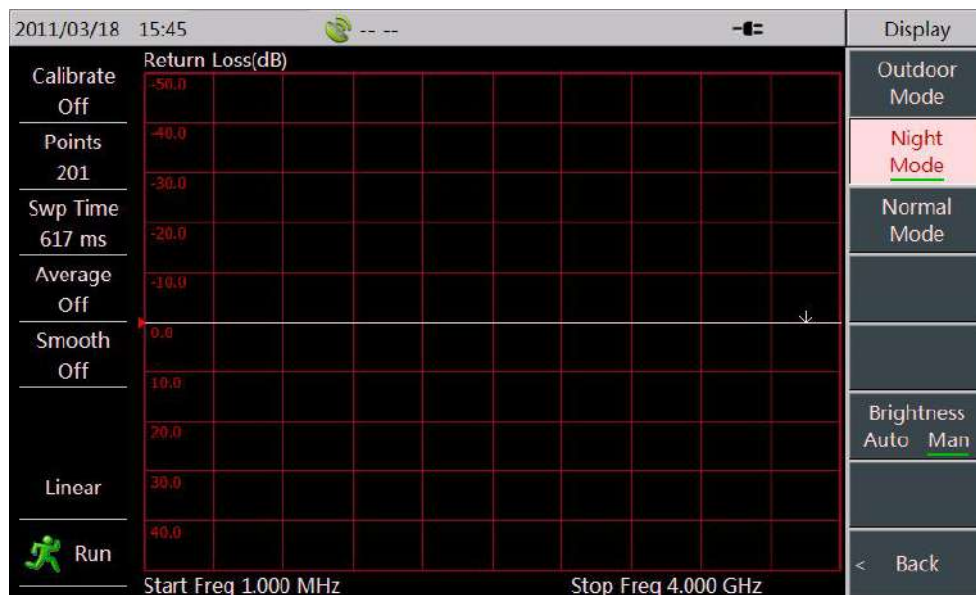 2011/03/18 15:45 -- -- Display
Calibrate
Off
Points
201
Swp Time
617 ms
Average
Off
Smooth
Off
Linear
Run
Return Loss(dB)
-50.0
-40.0
-30.0
-20.0
-10.0
0.0
10.0
20.0
30.0
40.0
Start Freq 1.000 MHz Stop Freq 4.000 GHz
Outdoor
Mode
Night
Mode
Normal
Mode
Brightness
Auto Man
< Back